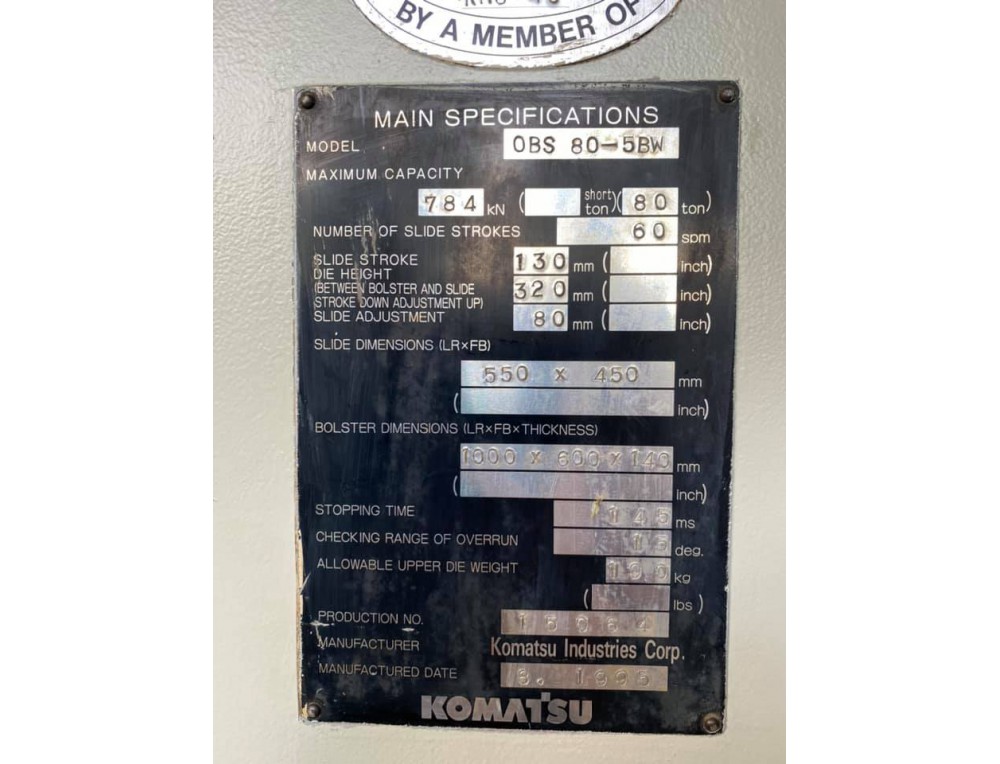 BY A MEMBER OF
MAIN SPECIFICATIONS
MODEL OBS 80-5BW
MAXIMUM CAPACITY
784 kN ( short ton)( 80 ton)
NUMBER OF SLIDE STROKES 60 spm
SLIDE STROKE 130 mm ( inch)
DIE HEIGHT
(BETWEEN BOLSTER AND SLIDE 320 mm ( inch)
STROKE DOWN ADJUSTMENT UP)
SLIDE ADJUSTMENT 80 mm ( inch)
SLIDE DIMENSIONS (LR×FB)
550 x 450 mm
( inch)
BOLSTER DIMENSIONS (LR×FB×THICKNESS)
1000 x 600 x 140 mm
( inch)
STOPPING TIME 145 ms
CHECKING RANGE OF OVERRUN 15 deg.
ALLOWABLE UPPER DIE WEIGHT kg
( lbs )
PRODUCTION NO. 15064
MANUFACTURER Komatsu Industries Corp.
MANUFACTURED DATE 1995
KOMATSU